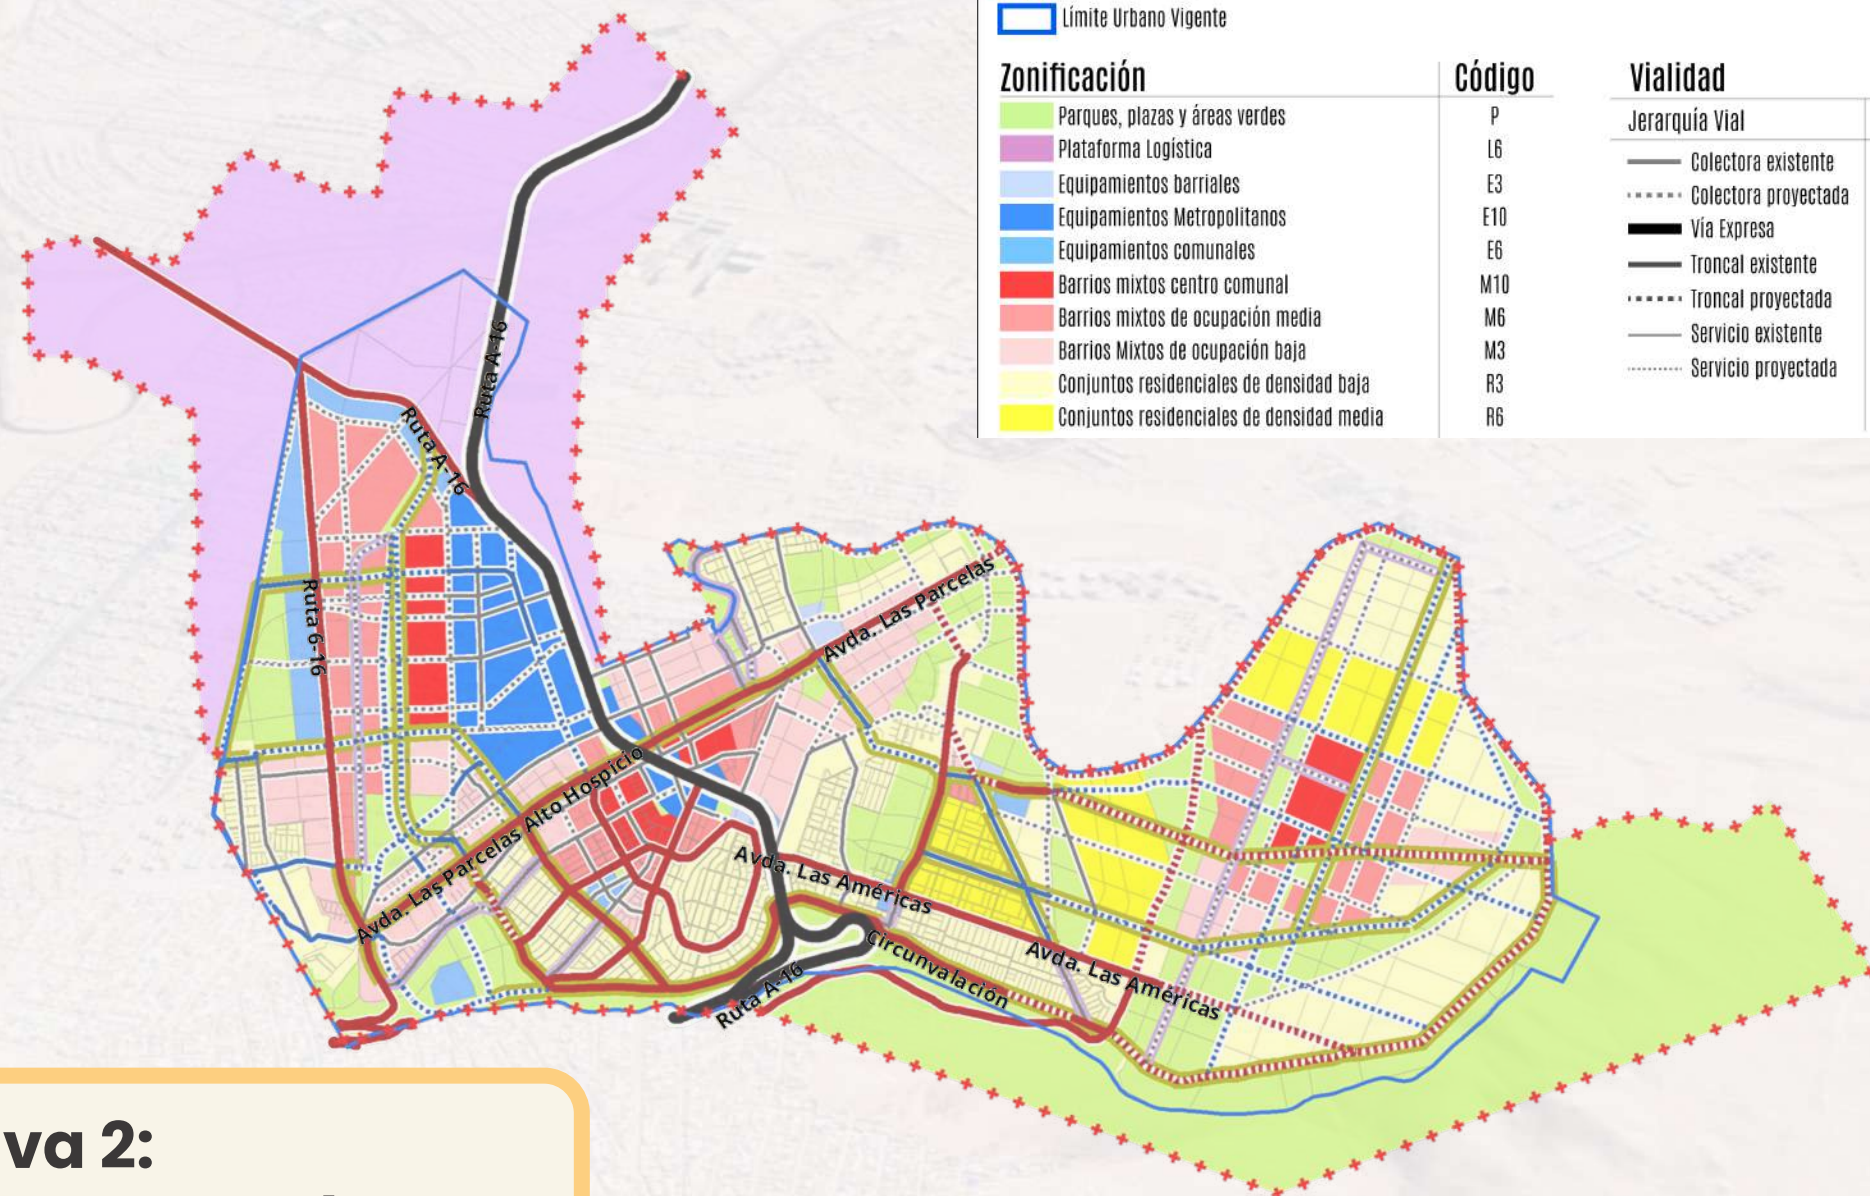 Límite Urbano Vigente
Zonificación Código
Parques, plazas y áreas verdes P
Plataforma Logística L6
Equipamientos barriales E3
Equipamientos Metropolitanos E10
Equipamientos comunales E6
Barrios mixtos centro comunal M10
Barrios mixtos de ocupación media M6
Barrios Mixtos de ocupación baja M3
Conjuntos residenciales de densidad baja R3
Conjuntos residenciales de densidad media R6
Vialidad
Jerarquía Vial
Colectora existente
Colectora proyectada
Vía Expresa
Troncal existente
Troncal proyectada
Servicio existente
Servicio proyectada
Ruta A-16
Ruta A-16
Ruta 6-16
Avda. Las Parcelas
Avda. Las Parcelas Alto Hospicio
Avda. Las Américas
Circunvalación
Avda. Las Américas
Ruta A-16
va 2: